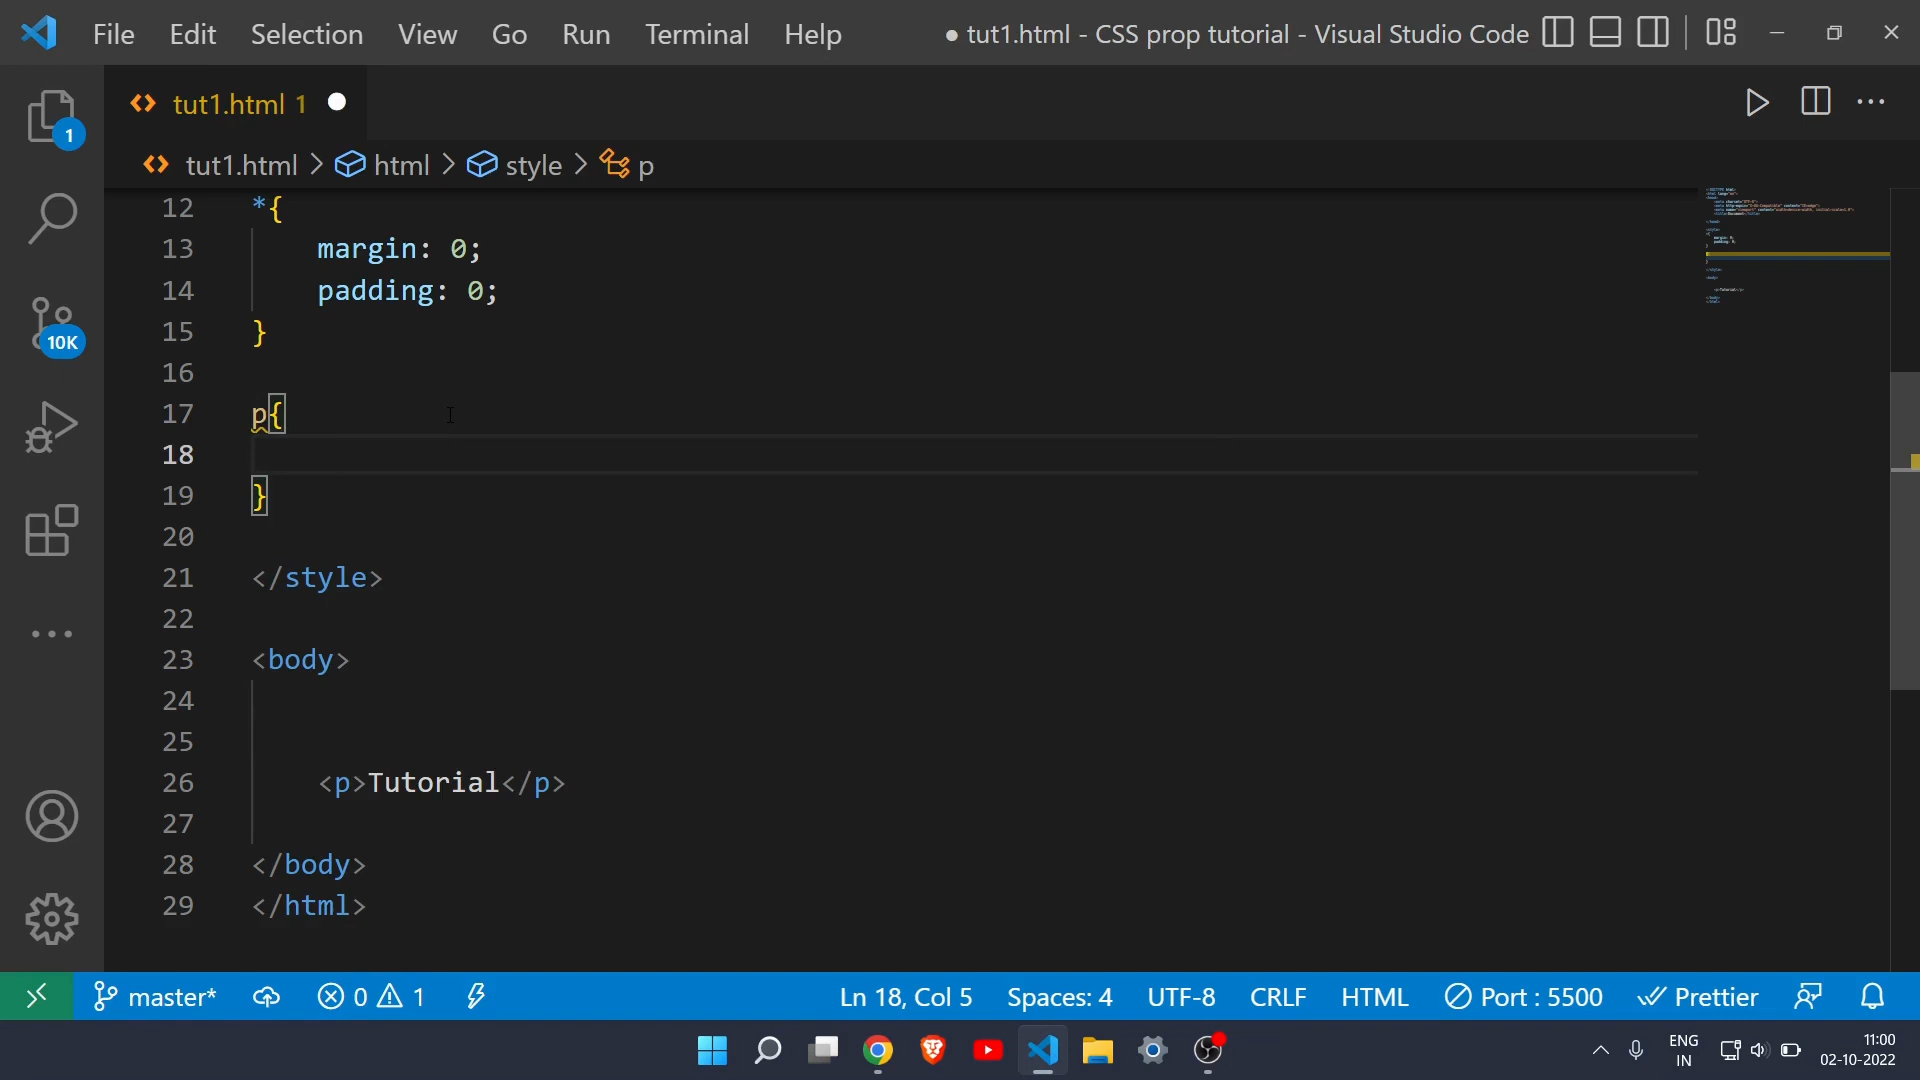 File Edit Selection View Go Run Terminal Help ● tut1.html - CSS prop tutorial - Visual Studio Code
tut1.html 1
tut1.html > html > style > p
12 *{
13 margin: 0;
14 padding: 0;
15 }
16
17 p{
18
19 }
20
21 </style>
22
23 <body>
24
25
26 <p>Tutorial</p>
27
28 </body>
29 </html>
1
10K
master* 0 1 Ln 18, Col 5 Spaces: 4 UTF-8 CRLF HTML Port : 5500 Prettier
ENG 11:00
IN 02-10-2022